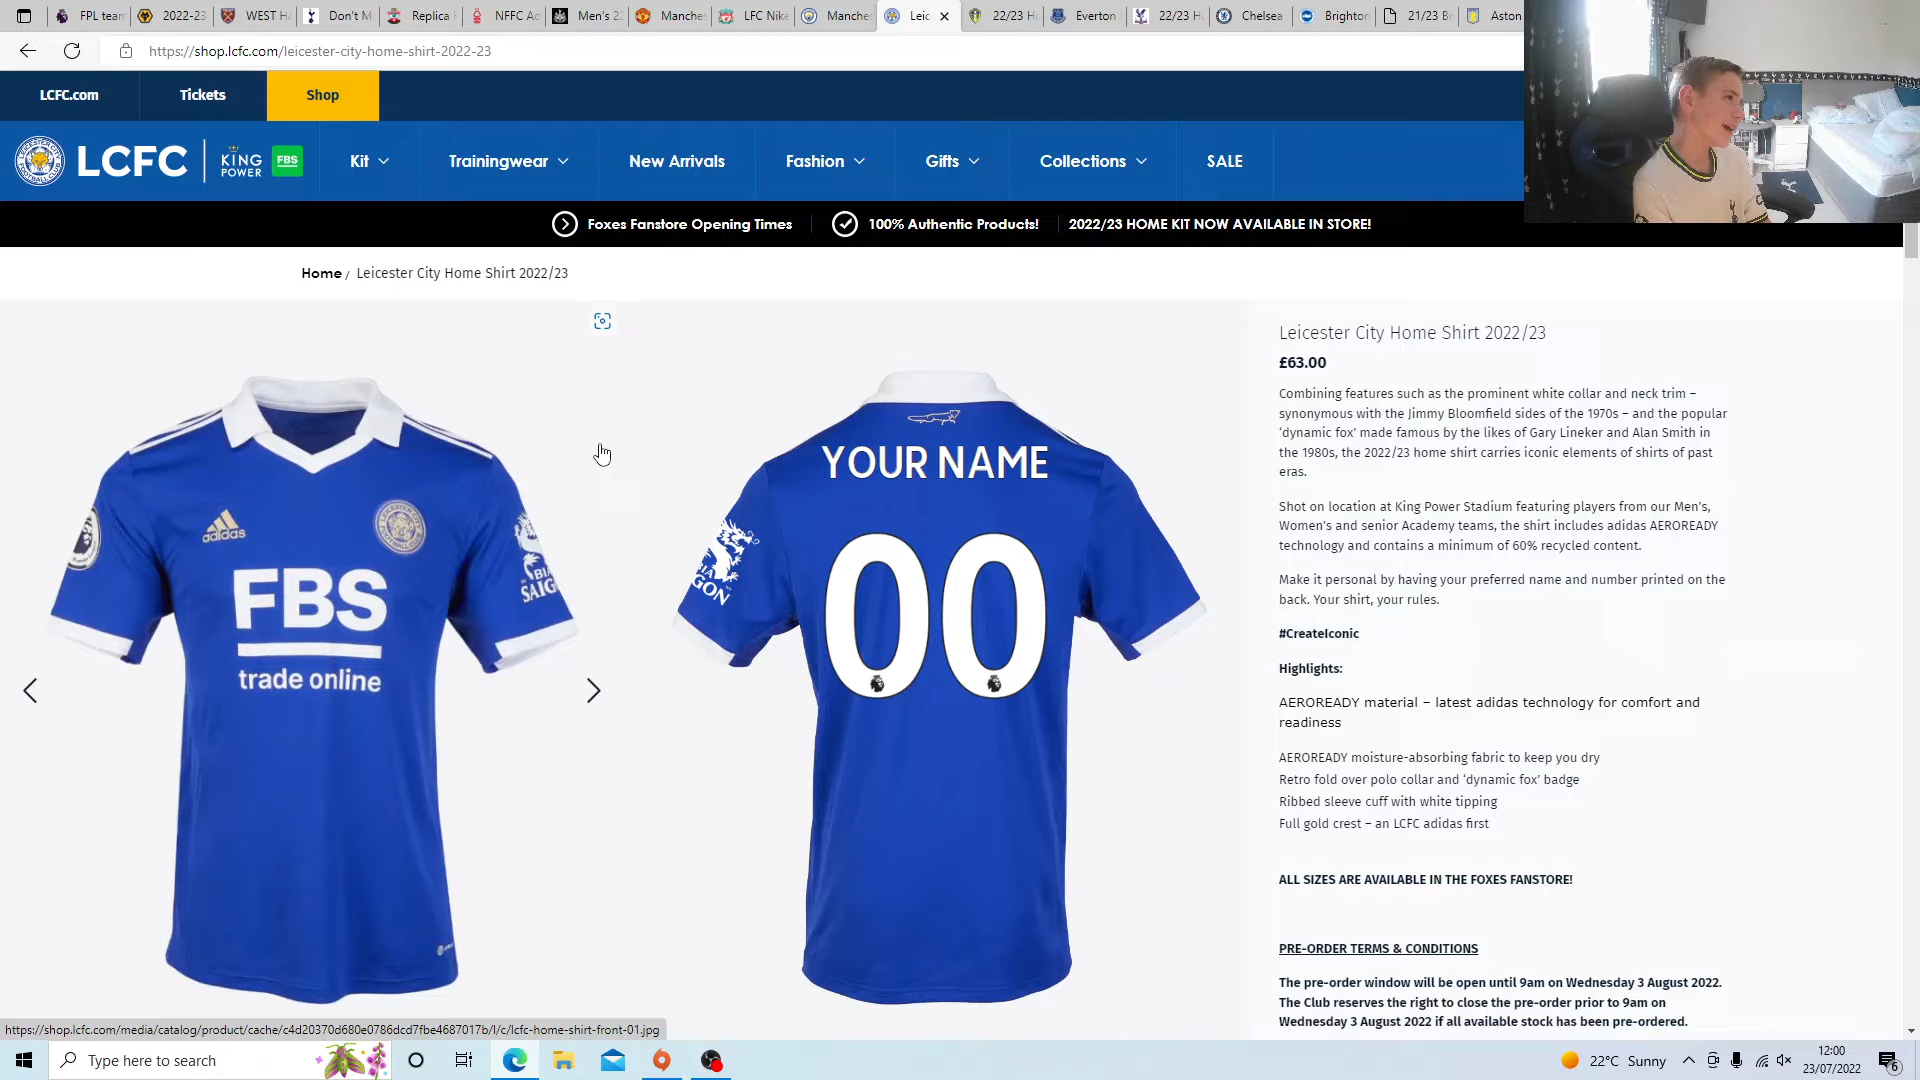 FPL team
2022-23
WEST H
Don't M
Replica
NFFC Ad
Men's 22
Manche
LFC Nike
Manches
Leic
22/23 H
Everton
22/23 H
Chelsea
Brighton
21/23 B
Aston
https://shop.lcfc.com/leicester-city-home-shirt-2022-23
LCFC.com
Tickets
Shop
LCFC
KING
POWER
FBS
Kit
Trainingwear
New Arrivals
Fashion
Gifts
Collections
SALE
Foxes Fanstore Opening Times
100% Authentic Products!
2022/23 HOME KIT NOW AVAILABLE IN STORE!
Home / Leicester City Home Shirt 2022/23
adidas
FBS
trade online
BIA
SAIGO
YOUR NAME
00
IA
GON
Leicester City Home Shirt 2022/23
£63.00
Combining features such as the prominent white collar and neck trim –
synonymous with the Jimmy Bloomfield sides of the 1970s – and the popular
‘dynamic fox’ made famous by the likes of Gary Lineker and Alan Smith in
the 1980s, the 2022/23 home shirt carries iconic elements of shirts of past
eras.
Shot on location at King Power Stadium featuring players from our Men’s,
Women’s and senior Academy teams, the shirt includes adidas AEROREADY
technology and contains a minimum of 60% recycled content.
Make it personal by having your preferred name and number printed on the
back. Your shirt, your rules.
#CreateIconic
Highlights:
AEROREADY material – latest adidas technology for comfort and
readiness
AEROREADY moisture-absorbing fabric to keep you dry
Retro fold over polo collar and ‘dynamic fox’ badge
Ribbed sleeve cuff with white tipping
Full gold crest – an LCFC adidas first
ALL SIZES ARE AVAILABLE IN THE FOXES FANSTORE!
PRE-ORDER TERMS & CONDITIONS
The pre-order window will be open until 9am on Wednesday 3 August 2022.
The Club reserves the right to close the pre-order prior to 9am on
Wednesday 3 August 2022 if all available stock has been pre-ordered.
https://shop.lcfc.com/media/catalog/product/cache/c4d20370d680e0786dcd7fbe4687017b/l/c/lcfc-home-shirt-front-01.jpg
Type here to search
22°C Sunny
12:00
23/07/2022
6